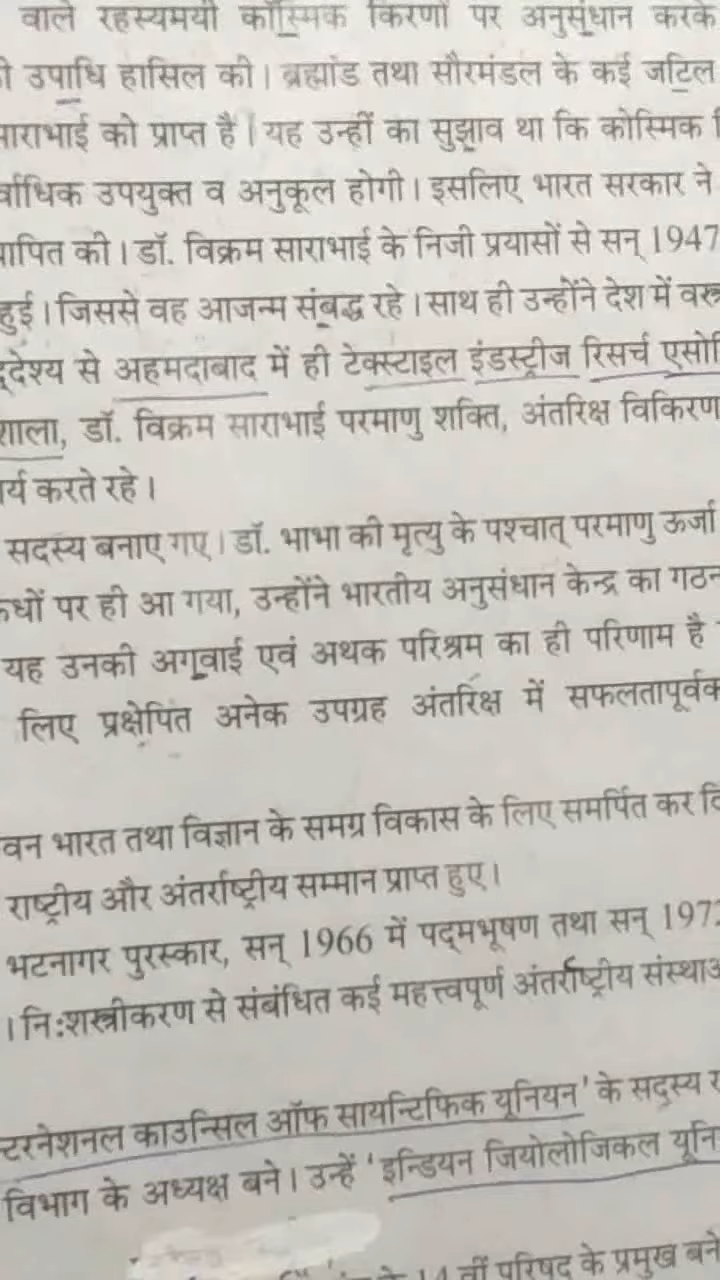 वाले रहस्यमयी कॉस्मिक किरणों पर अनुसंधान करके
उपाधि हासिल की। ब्रह्मांड तथा सौरमंडल के कई जटिल
साराभाई को प्राप्त है। यह उन्हीं का सुझाव था कि कोस्मिक
र्वाधिक उपयुक्त व अनुकूल होगी। इसलिए भारत सरकार ने
ापित की। डॉ. विक्रम साराभाई के निजी प्रयासों से सन् 1947
हुई। जिससे वह आजन्म संबद्ध रहे। साथ ही उन्होंने देश में वस्त्र
द्देश्य से अहमदाबाद में ही टेक्स्टाइल इंडस्ट्रीज रिसर्च एसोि
शाला, डॉ. विक्रम साराभाई परमाणु शक्ति, अंतरिक्ष विकिरण
र्य करते रहे।
सदस्य बनाए गए। डॉ. भाभा की मृत्यु के पश्चात् परमाणु ऊर्जा
कंधों पर ही आ गया, उन्होंने भारतीय अनुसंधान केन्द्र का गठन
यह उनकी अगुवाई एवं अथक परिश्रम का ही परिणाम है
लिए प्रक्षेपित अनेक उपग्रह अंतरिक्ष में सफलतापूर्वक
वन भारत तथा विज्ञान के समग्र विकास के लिए समर्पित कर दि
राष्ट्रीय और अंतर्राष्ट्रीय सम्मान प्राप्त हुए।
भटनागर पुरस्कार, सन् 1966 में पद्मभूषण तथा सन् 197
। नि:शस्त्रीकरण से संबंधित कई महत्त्वपूर्ण अंतर्राष्ट्रीय संस्थाअ
टरनेशनल काउन्सिल ऑफ सायन्टिफिक यूनियन' के सदस्य र
विभाग के अध्यक्ष बने। उन्हें 'इन्डियन जियोलोजिकल यूनि
14 वीं परिषद के प्रमुख बने